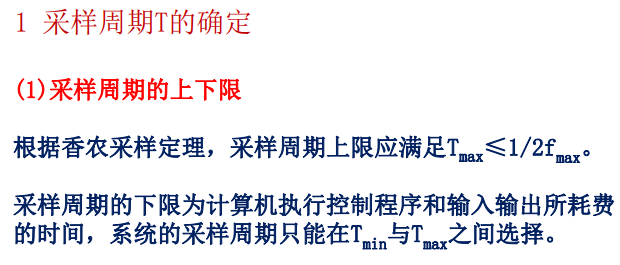 1 采样周期T的确定
(1)采样周期的上下限
根据香农采样定理，采样周期上限应满足Tmax≤1/2fmax。
采样周期的下限为计算机执行控制程序和输入输出所耗费
的时间，系统的采样周期只能在Tmin与Tmax之间选择。